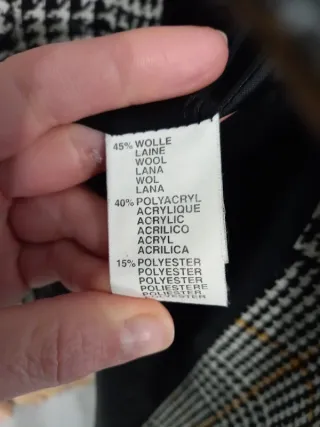 45% WOLLE
LAINE
WOOL
LANA
WOL
LANA
40% POLYACRYL
ACRYLIQUE
ACRYLIC
ACRILICO
ACRYL
ACRILICA
15% POLYESTER
POLYESTER
POLYESTER
POLIESTERE
POLYESTER